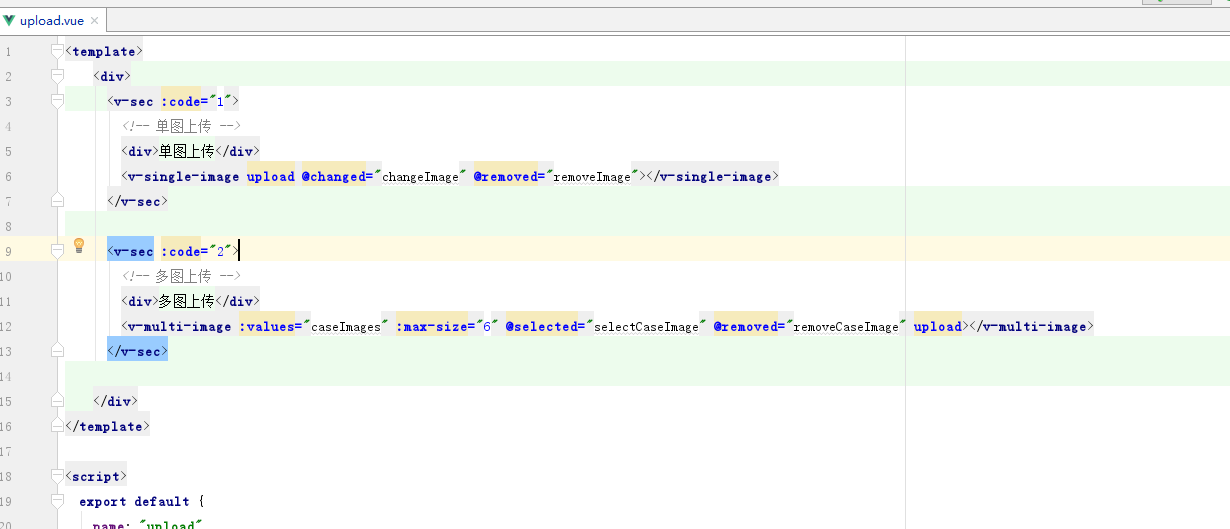 upload.vue
1 <template>
2 <div>
3 <v-sec :code="1">
4 <!-- 单图上传 -->
5 <div>单图上传</div>
6 <v-single-image upload @changed="changeImage" @removed="removeImage"></v-single-image>
7 </v-sec>
8
9 <v-sec :code="2">
10 <!-- 多图上传 -->
11 <div>多图上传</div>
12 <v-multi-image :values="caseImages" :max-size="6" @selected="selectCaseImage" @removed="removeCaseImage" upload></v-multi-image>
13 </v-sec>
14
15 </div>
16 </template>
17
18 <script>
19 export default {
20 name: "upload"